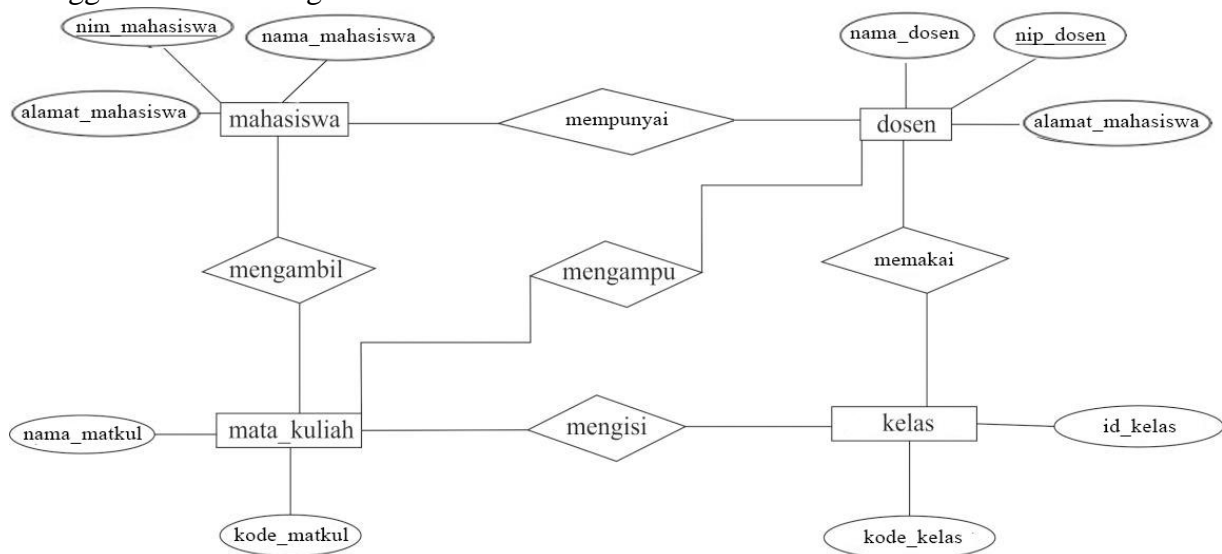 nim_mahasiswa
nama_mahasiswa
nama_dosen
nip_dosen
alamat_mahasiswa
mahasiswa
mempunyai
dosen
alamat_mahasiswa
mengambil
mengampu
memakai
nama_matkul
mata_kuliah
mengisi
kelas
id_kelas
kode_matkul
kode_kelas